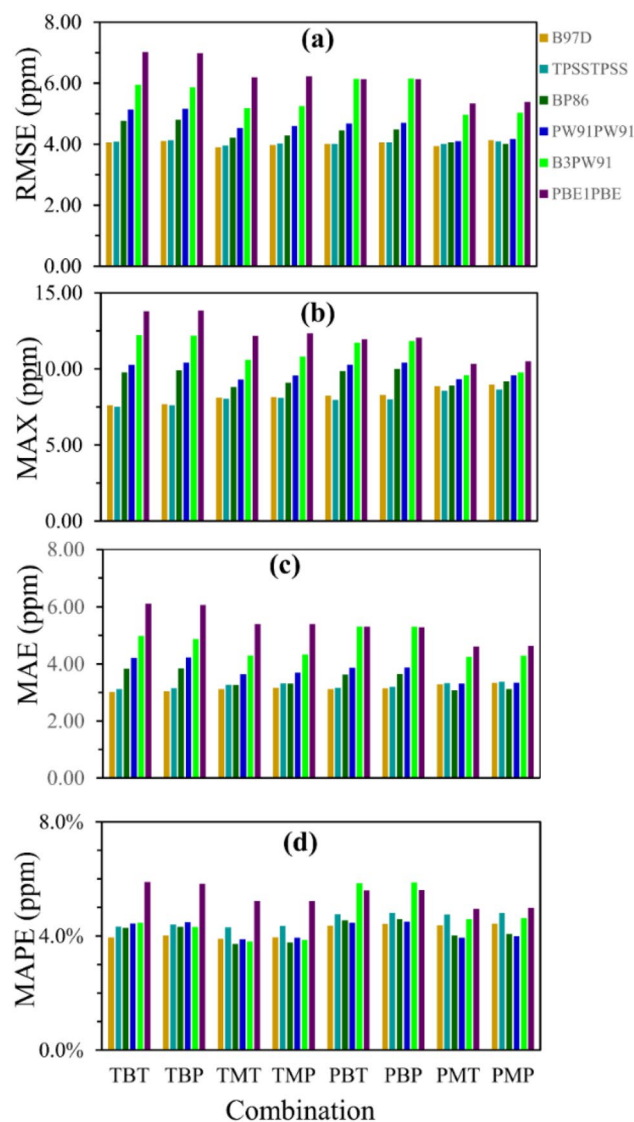 (a)
RMSE (ppm)
8.00
6.00
4.00
2.00
0.00
B97D
TPSSTPSS
BP86
PW91PW91
B3PW91
PBE1PBE
(b)
MAX (ppm)
15.00
10.00
5.00
0.00
(c)
MAE (ppm)
8.00
6.00
4.00
2.00
0.00
(d)
MAPE (ppm)
8.0%
4.0%
0.0%
TBT TBP TMT TMP PBT PBP PMT PMP
Combination